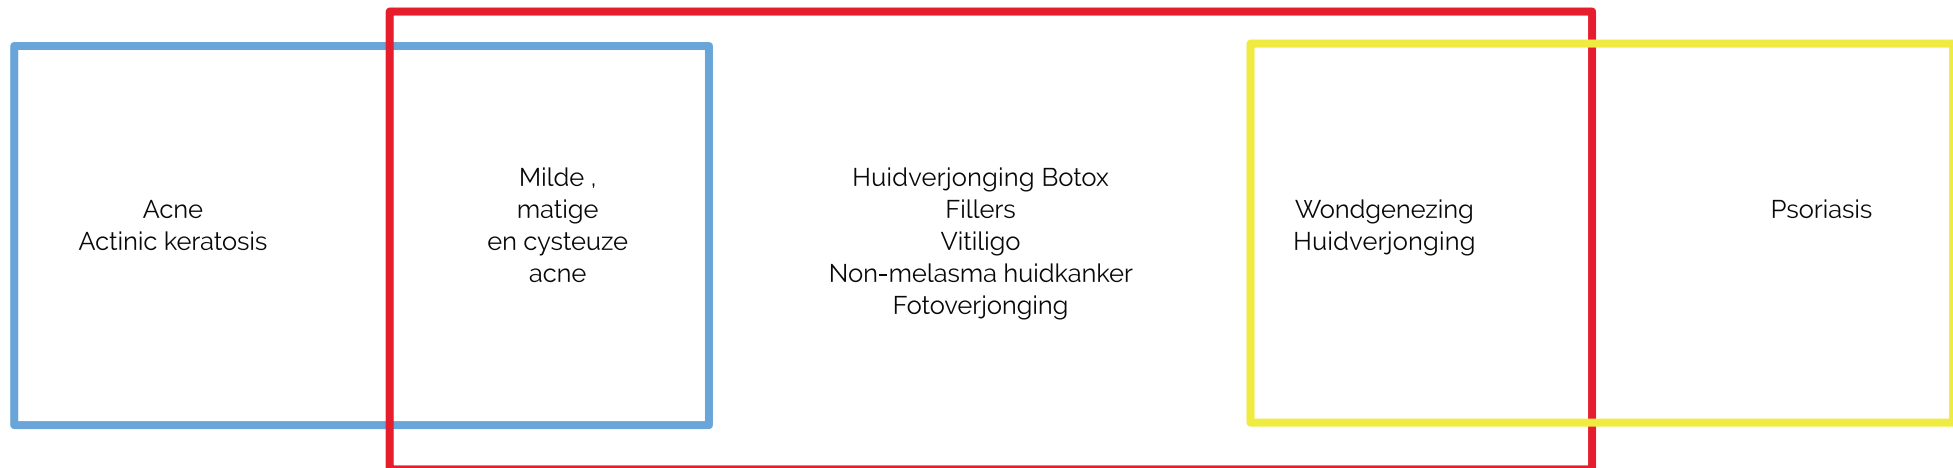 Acne
Actinic keratosis
Milde ,
matige
en cysteuze
acne
Huidverjonging Botox
Fillers
Vitiligo
Non-melasma huidkanker
Fotoverjonging
Wondgenezing
Huidverjonging
Psoriasis